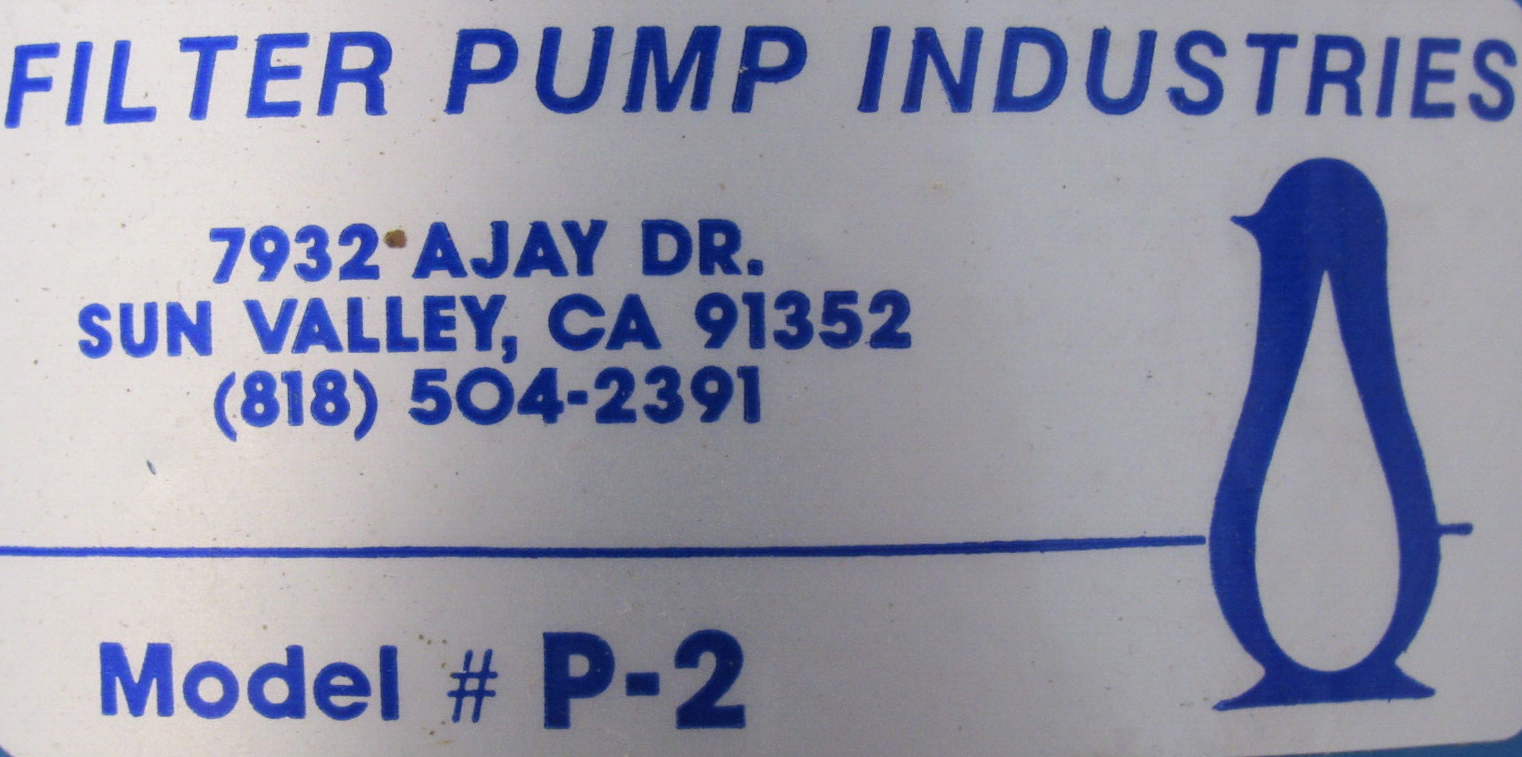 FILTER PUMP INDUSTRIES
7932 AJAY DR.
SUN VALLEY, CA 91352
(818) 504-2391
Model # P-2